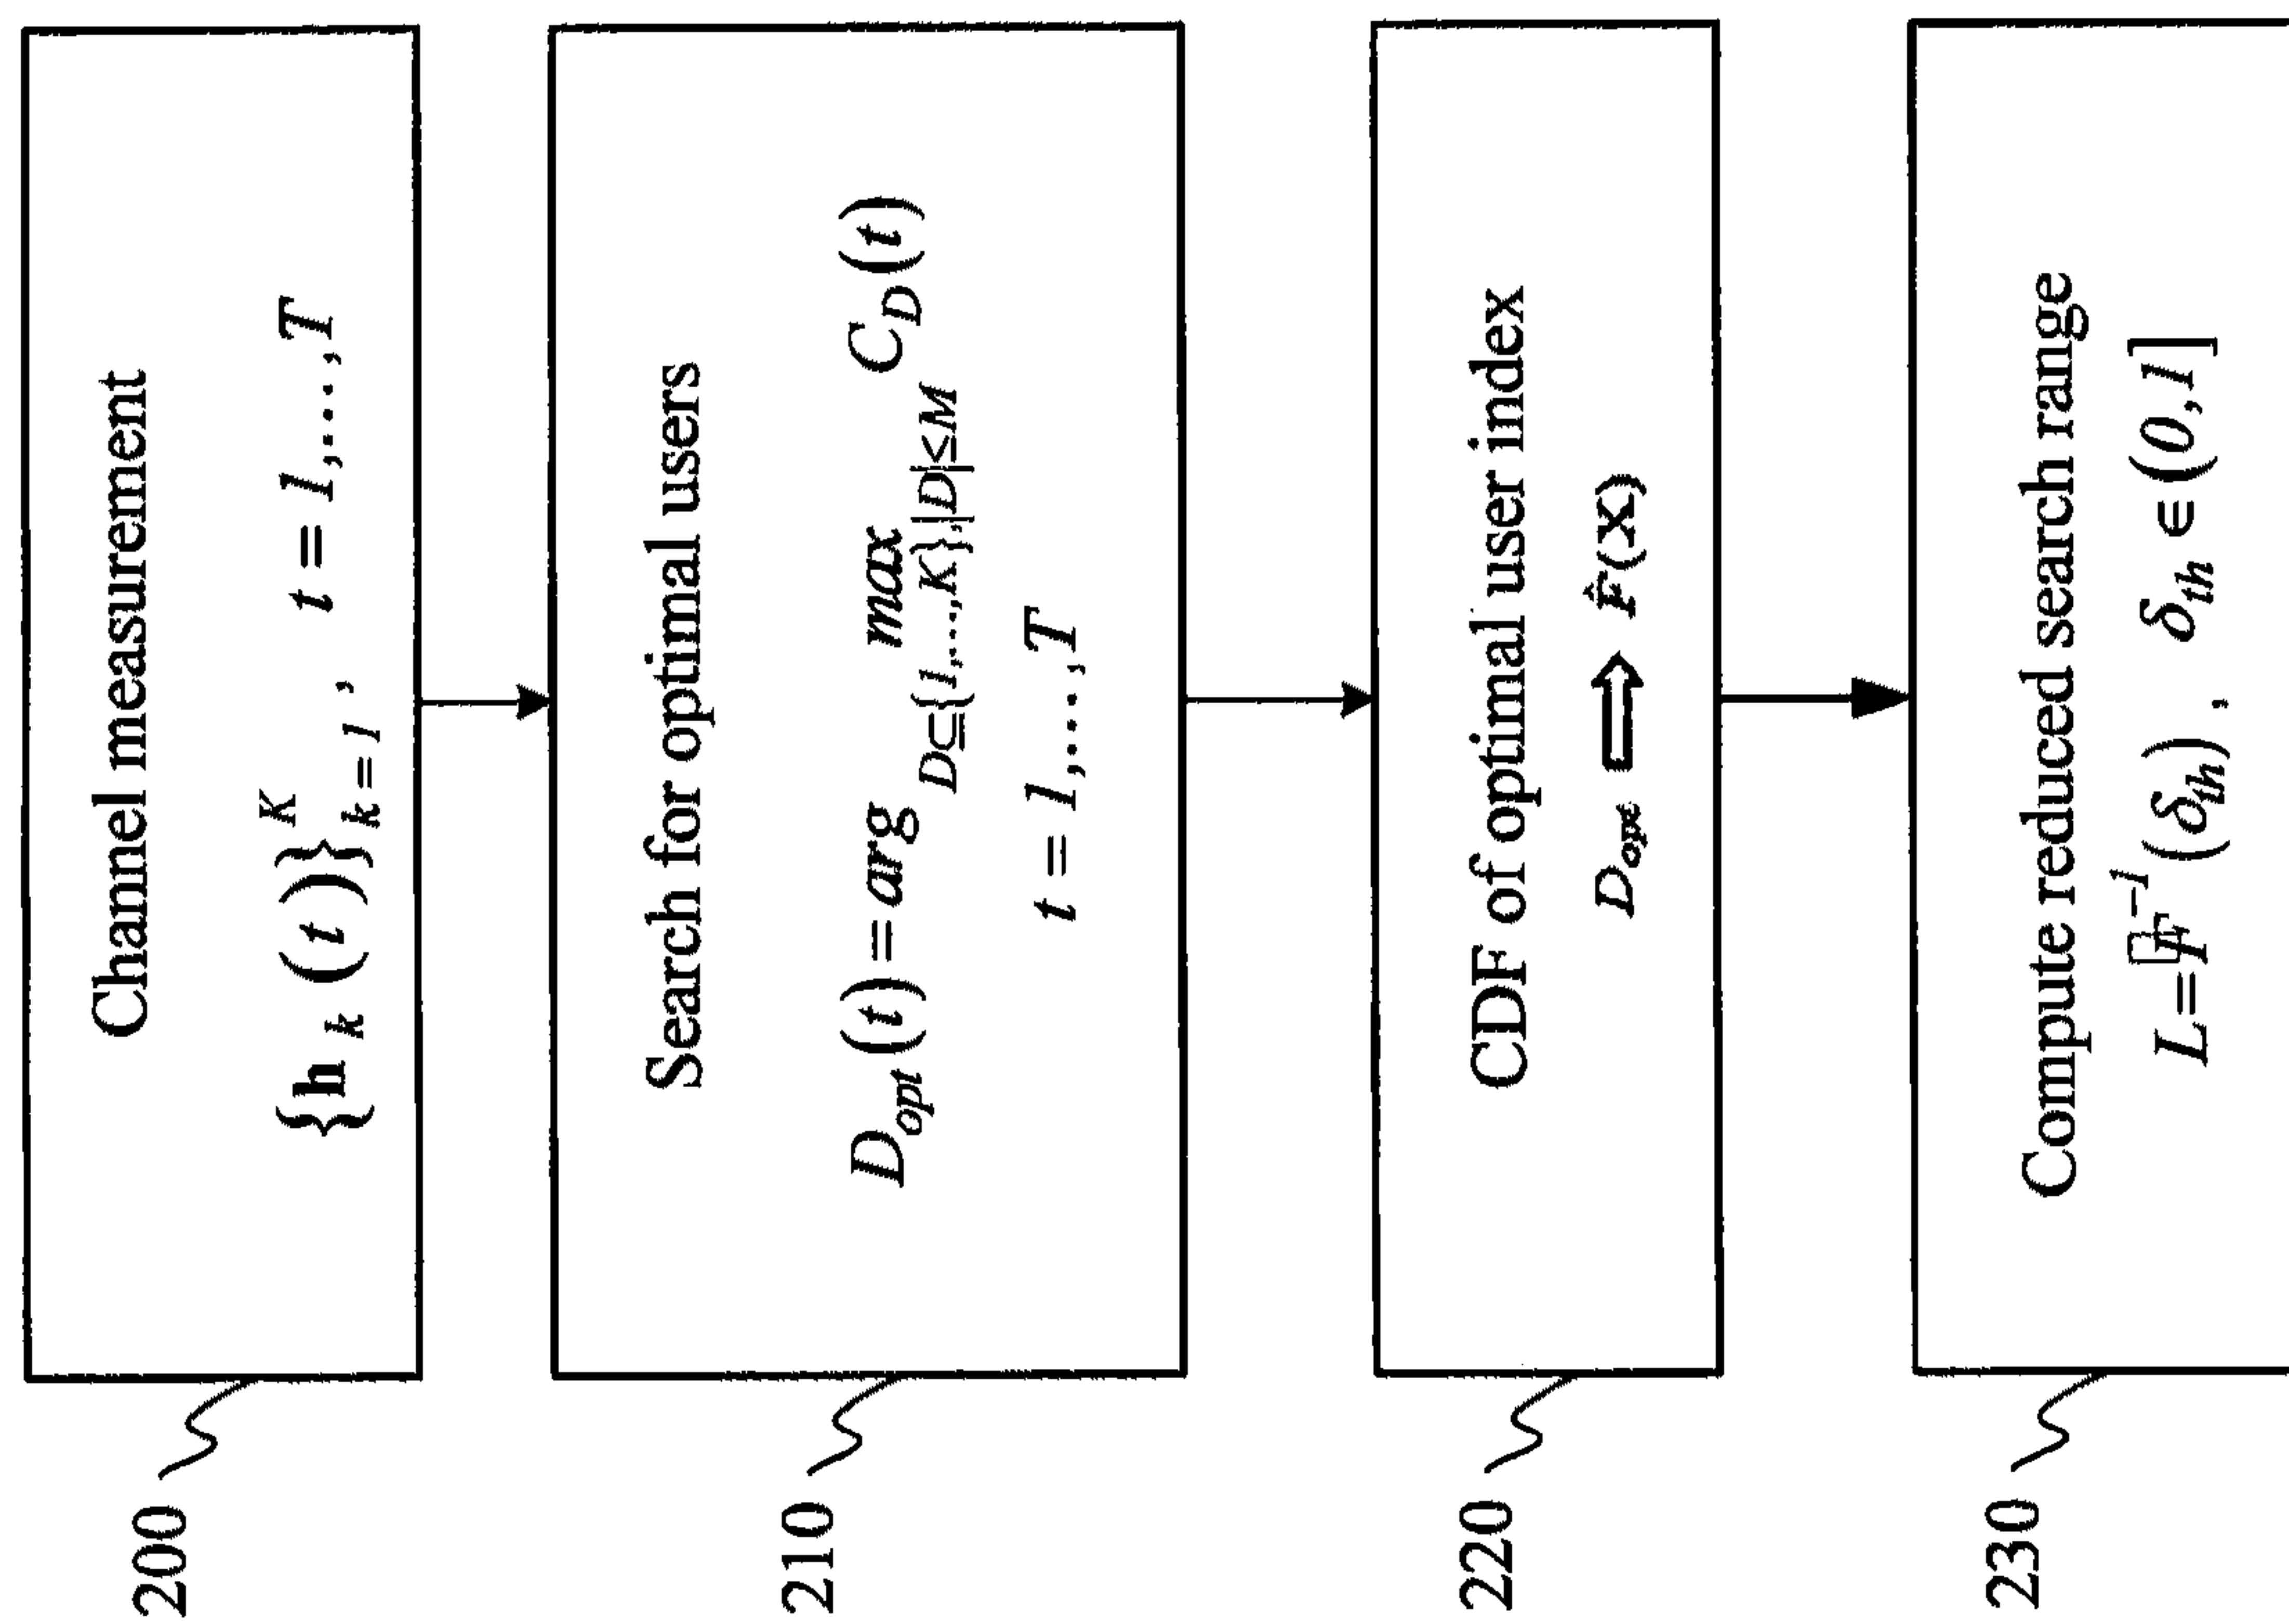 200
Channel measurement
{h_k (t)}_{k=1}^K , t = 1,...,T
210
Search for optimal users
D_opt(t) = arg max_{D⊆{1,...,K},|D|≤M} C_D(t)
t = 1,...,T
220
CDF of optimal user index
D_opt ⇒ F̂(X)
230
Compute reduced search range
L=F^{-1}(δ_th) , δ_th ∈ (0,1]